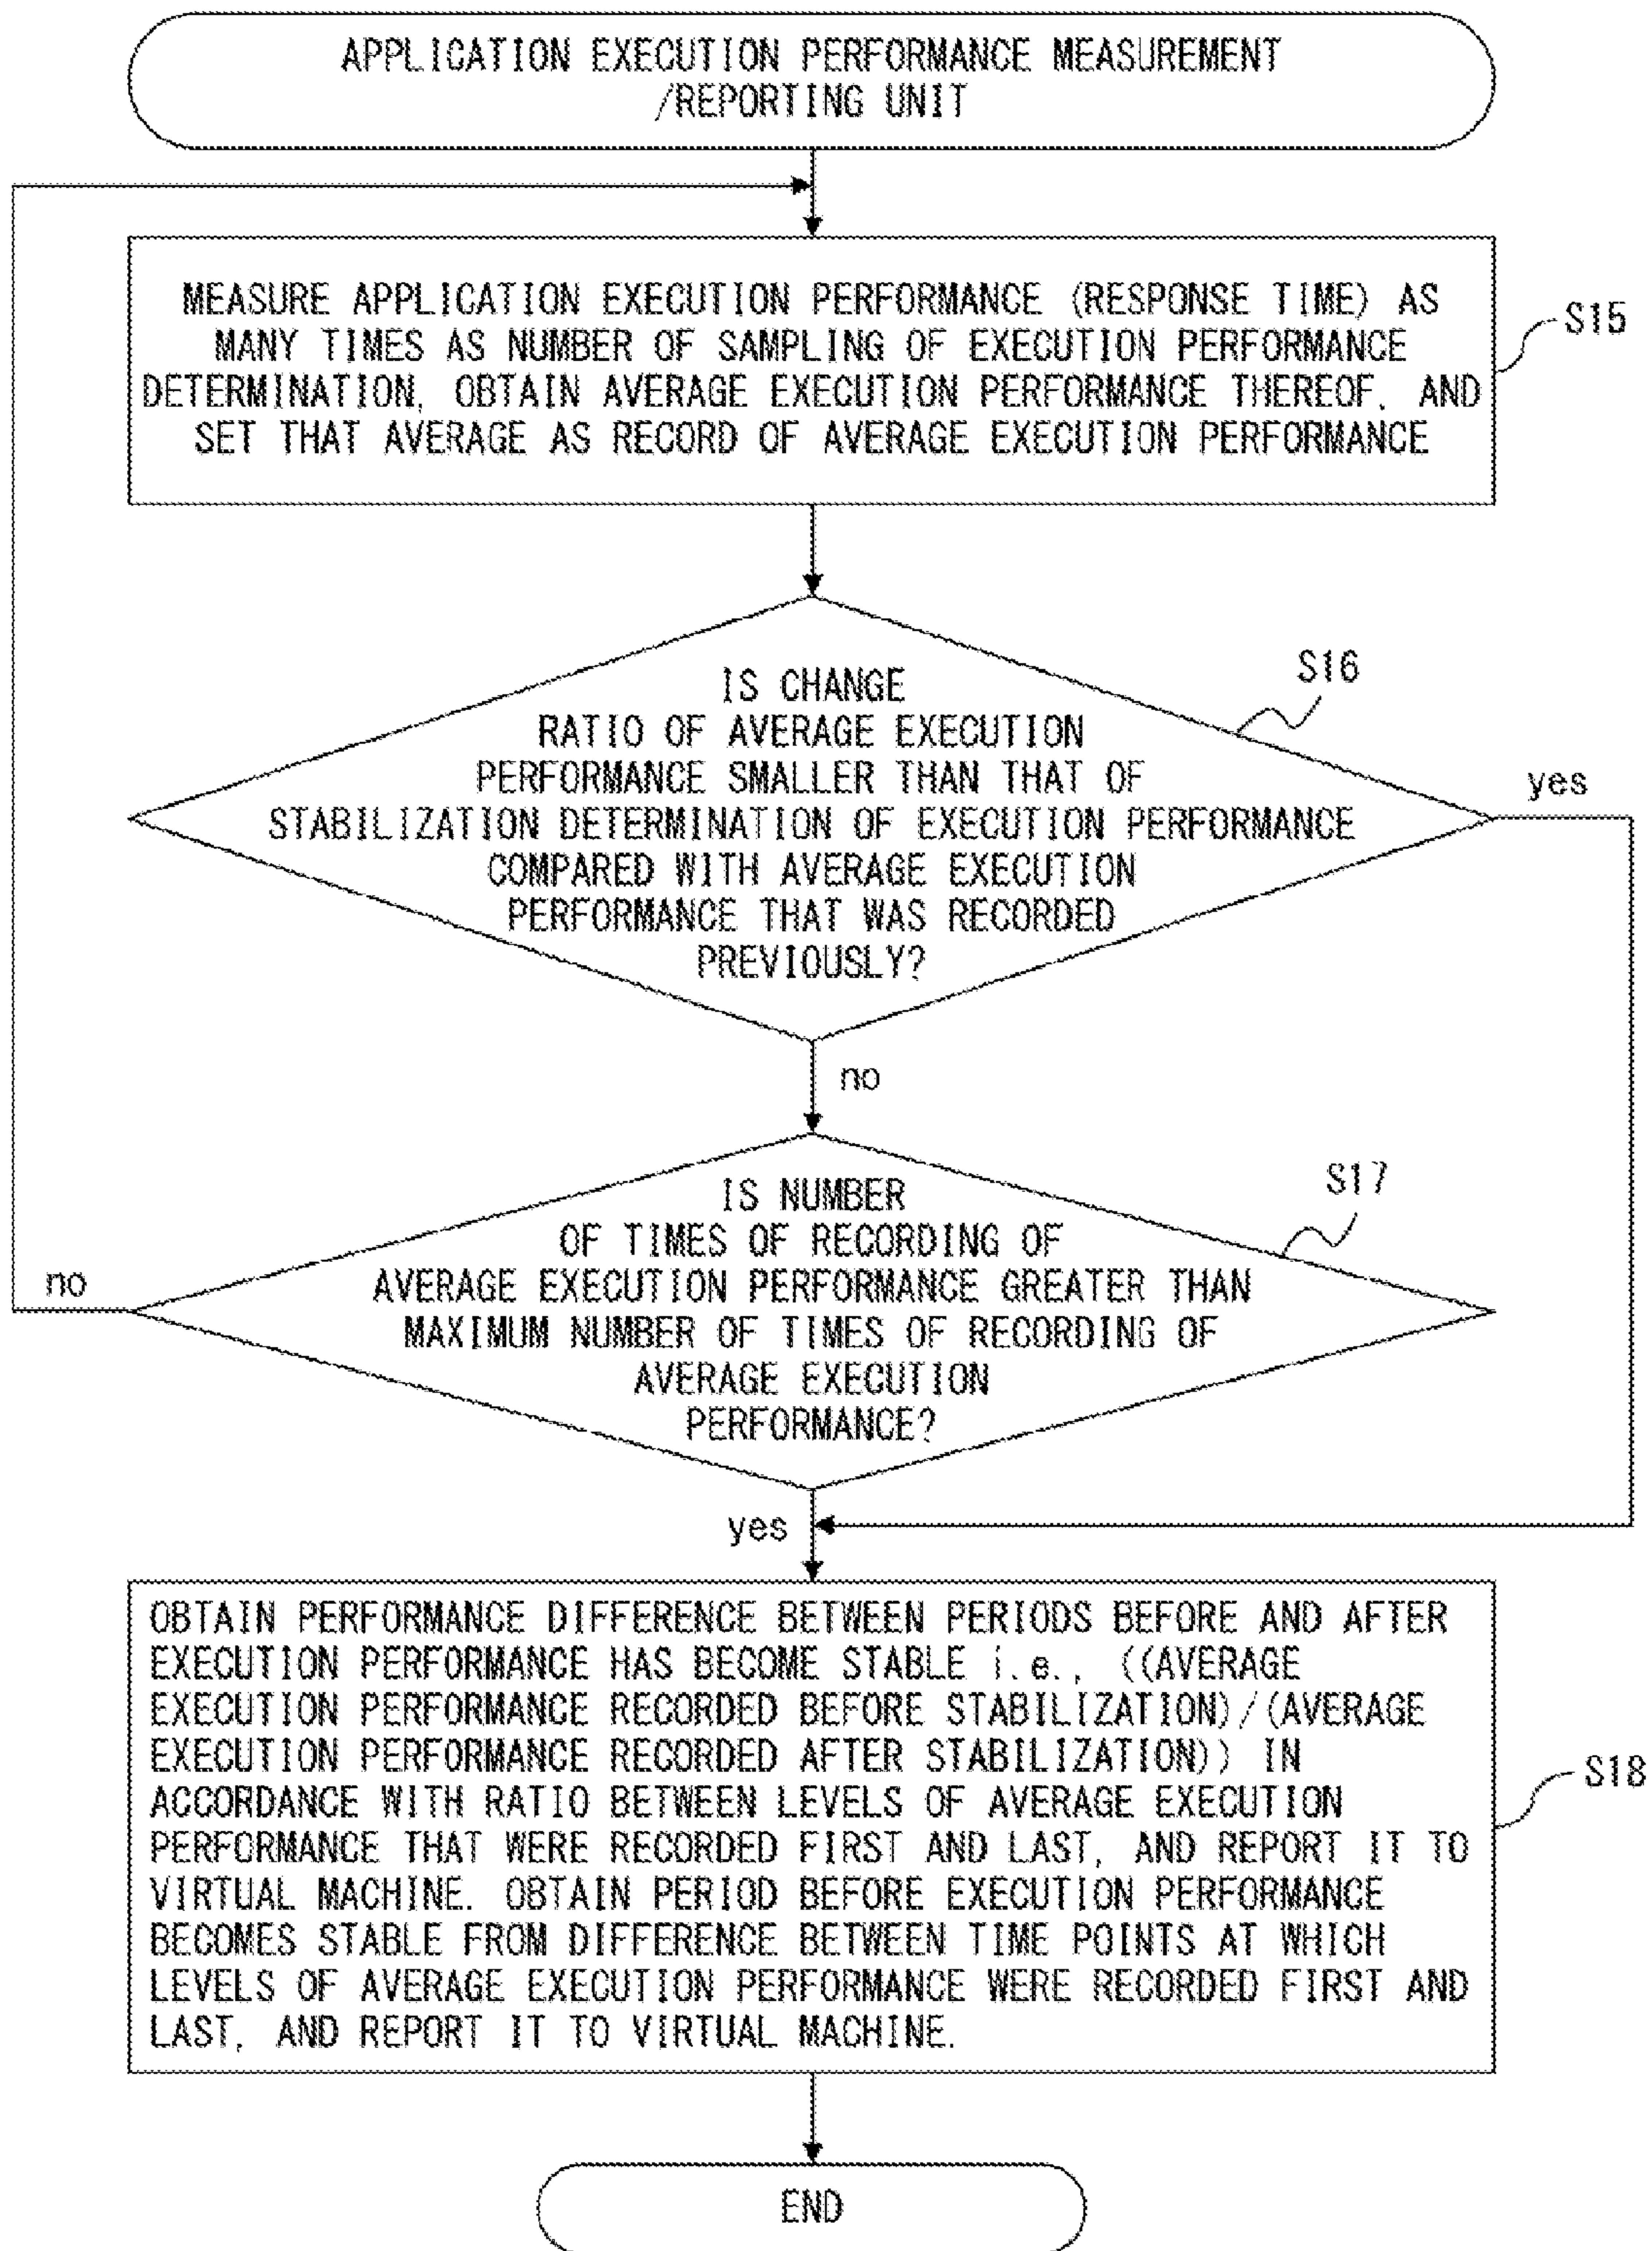 APPLICATION EXECUTION PERFORMANCE MEASUREMENT
/REPORTING UNIT
MEASURE APPLICATION EXECUTION PERFORMANCE (RESPONSE TIME) AS
MANY TIMES AS NUMBER OF SAMPLING OF EXECUTION PERFORMANCE
DETERMINATION, OBTAIN AVERAGE EXECUTION PERFORMANCE THEREOF, AND
SET THAT AVERAGE AS RECORD OF AVERAGE EXECUTION PERFORMANCE
S15
IS CHANGE
RATIO OF AVERAGE EXECUTION
PERFORMANCE SMALLER THAN THAT OF
STABILIZATION DETERMINATION OF EXECUTION PERFORMANCE
COMPARED WITH AVERAGE EXECUTION
PERFORMANCE THAT WAS RECORDED
PREVIOUSLY?
S16
yes
no
IS NUMBER
OF TIMES OF RECORDING OF
AVERAGE EXECUTION PERFORMANCE GREATER THAN
MAXIMUM NUMBER OF TIMES OF RECORDING OF
AVERAGE EXECUTION
PERFORMANCE?
S17
no
yes
OBTAIN PERFORMANCE DIFFERENCE BETWEEN PERIODS BEFORE AND AFTER
EXECUTION PERFORMANCE HAS BECOME STABLE i.e., ((AVERAGE
EXECUTION PERFORMANCE RECORDED BEFORE STABILIZATION)/(AVERAGE
EXECUTION PERFORMANCE RECORDED AFTER STABILIZATION)) IN
ACCORDANCE WITH RATIO BETWEEN LEVELS OF AVERAGE EXECUTION
PERFORMANCE THAT WERE RECORDED FIRST AND LAST, AND REPORT IT TO
VIRTUAL MACHINE. OBTAIN PERIOD BEFORE EXECUTION PERFORMANCE
BECOMES STABLE FROM DIFFERENCE BETWEEN TIME POINTS AT WHICH
LEVELS OF AVERAGE EXECUTION PERFORMANCE WERE RECORDED FIRST AND
LAST, AND REPORT IT TO VIRTUAL MACHINE.
S18
END